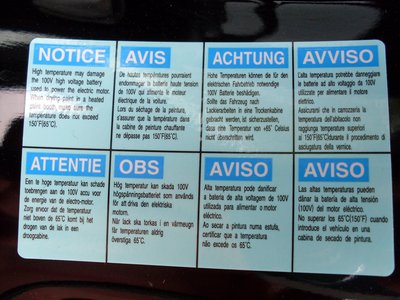 NOTICE
High temperature may damage
the 100V high voltage battery
used to power the electric motor.
When drying paint in a heated
paint booth, make sure the
temperature does not exceed
150°F(65°C).
AVIS
De hautes températures pourraient
endommager la batterie haute tension
de 100V qui alimente le moteur
électrique de la voiture.
Lors du séchage de la peinture,
s'assurer que la température dans
la cabine de peinture chauffante
ne dépasse pas 150°F(65°C).
ACHTUNG
Hohe Temperaturen können die für den
elektrischen Fahrbetrieb notwendige
100V Batterie beshädigen.
Sollte das Fahrzeug nach
Lackierarbeiten in eine Trockenkabine
gebracht werden, ist sicherzustellen,
dass eine Temperatur von +65° Celsius
nicht überschritten wird.
AVVISO
L'alta temperatura potrebbe danneggiare
la batteria ad alto voltaggio da 100V
utilizzata per alimentare il motore
elettrico.
Assicurarsi che in carrozzeria la
temperatura dell'abitacolo non
raggiunga temperature superiori
ai 150°F(65°C)durante il procedimento di
asciugatura della vernice.
ATTENTIE
Een te hoge temperatuur kan schade
toebrengen aan de 100V accu voor
de energie van de electro-motor.
Zorg ervoor dat de temperatuur
niet boven de 65°C komt bij het
drogen van de lak in een
droogcabine.
OBS
Hög temperatur kan skada 100V
högspänningsbatteriet som används
för att driva den elektriska
motorn.
När lack ska torkas i en värmeugn
får temperaturen aldrig
överstiga 65°C.
AVISO
Alta temperatura pode danificar
a bateria de alta voltagem de 100V
utilizada para alimentar o motor
eléctrico.
Ao secar a pintura numa estufa,
certificar que a temperatura
não excede os 65°C.
AVISO
Las altas temperaturas pueden
dãnar la bateria de alta tensión
(100V) del motor eléctrico.
No superar los 65°C(150°F) cuando
introduce el vehículo en una
cabina de secado de pintura.